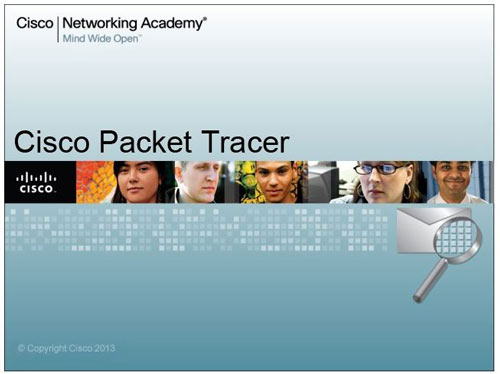 Cisco Networking Academy®
Mind Wide Open™
Cisco Packet Tracer
CISCO.
© Copyright Cisco 2013